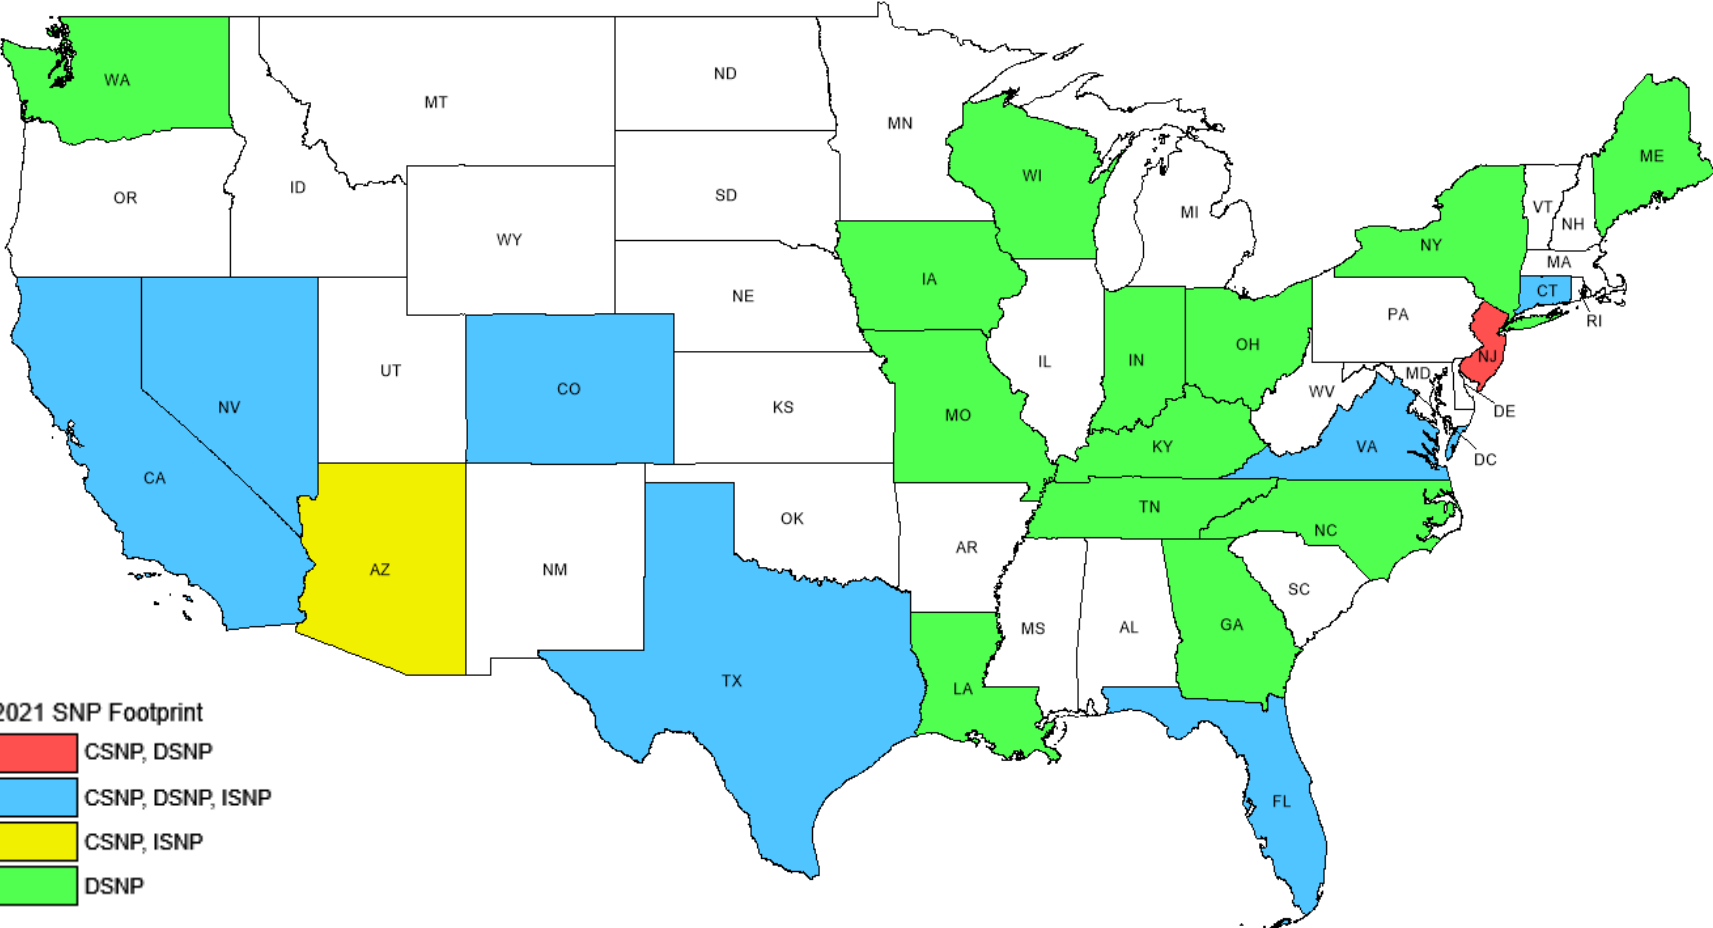 WA
MT
ND
MN
OR
ID
WY
SD
WI
MI
ME
VT
NH
NY
MA
CT
RI
NE
IA
PA
NJ
NV
UT
CO
KS
MO
IL
IN
OH
WV
MD
DE
CA
KY
VA
DC
AZ
NM
OK
AR
TN
NC
SC
TX
LA
MS
AL
GA
FL
2021 SNP Footprint
CSNP, DSNP
CSNP, DSNP, ISNP
CSNP, ISNP
DSNP